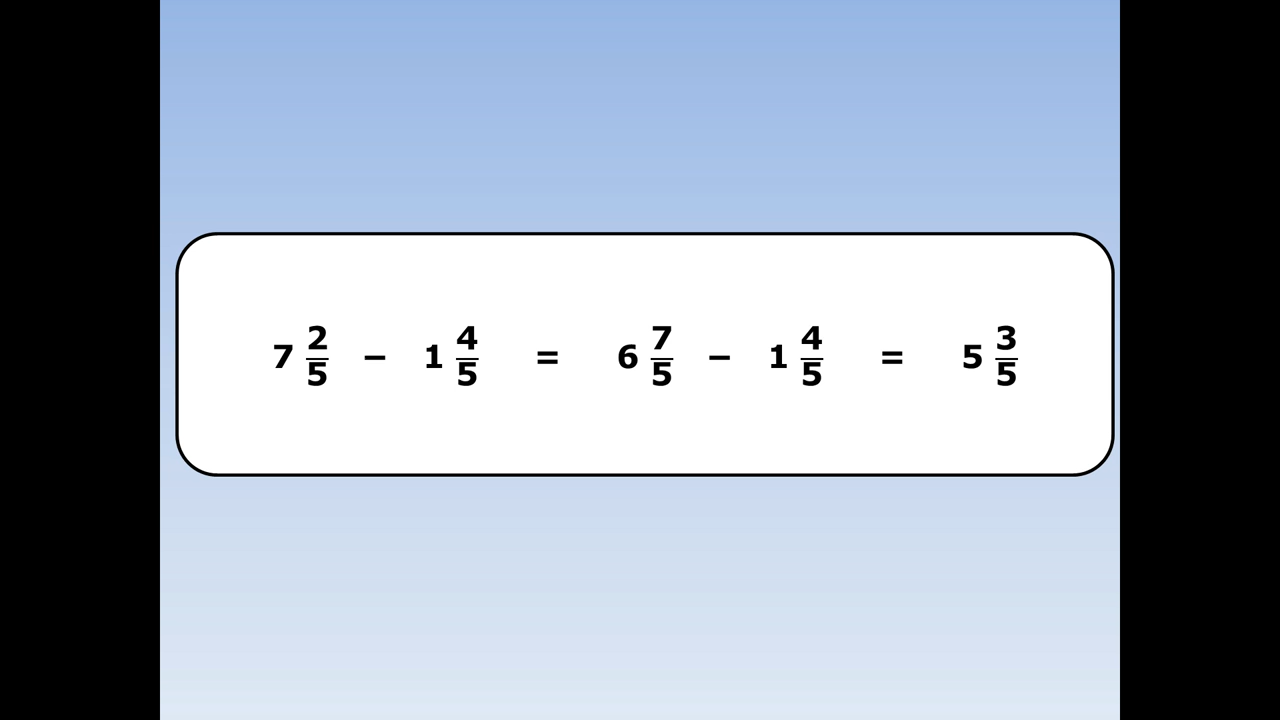 7 2/5 – 1 4/5 = 6 7/5 – 1 4/5 = 5 3/5